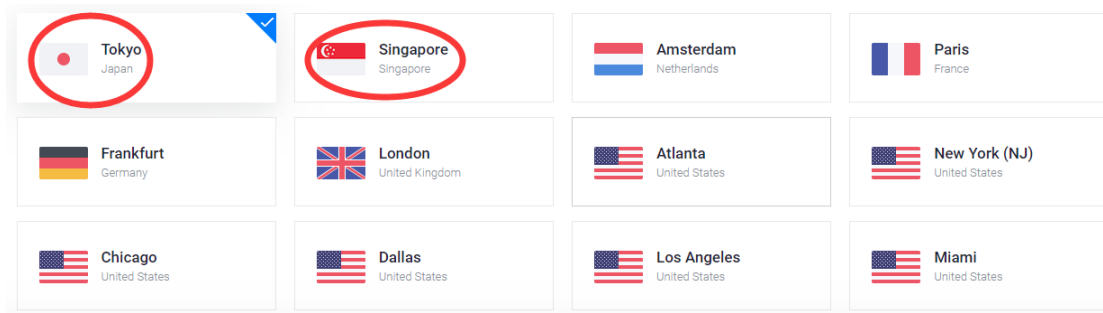 Tokyo
Japan
Singapore
Singapore
Amsterdam
Netherlands
Paris
France
Frankfurt
Germany
London
United Kingdom
Atlanta
United States
New York (NJ)
United States
Chicago
United States
Dallas
United States
Los Angeles
United States
Miami
United States